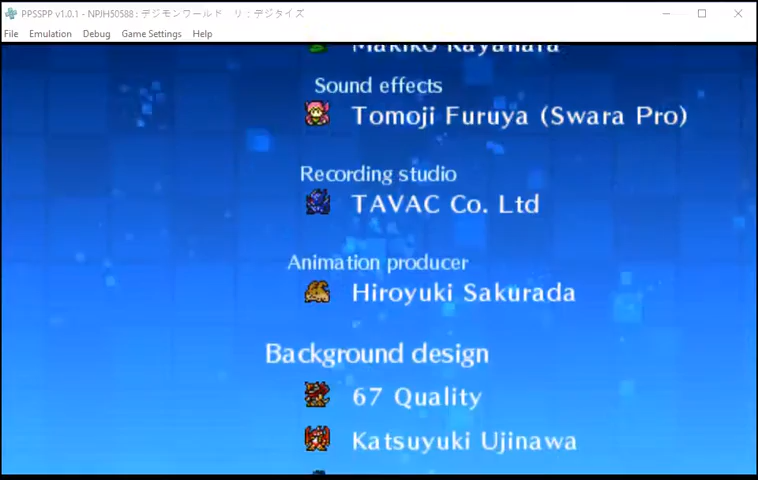 PPSSPP v1.0.1 - NPJH50588 : デジモンワールド　リ：デジタイズ
File Emulation Debug Game Settings Help
Makiko Kayahara
Sound effects
Tomoji Furuya (Swara Pro)
Recording studio
TAVAC Co. Ltd
Animation producer
Hiroyuki Sakurada
Background design
67 Quality
Katsuyuki Ujinawa